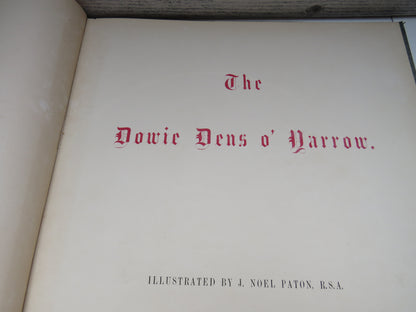 The
Dowie Dens o' Yarrow.
ILLUSTRATED BY J. NOEL PATON, R.S.A.